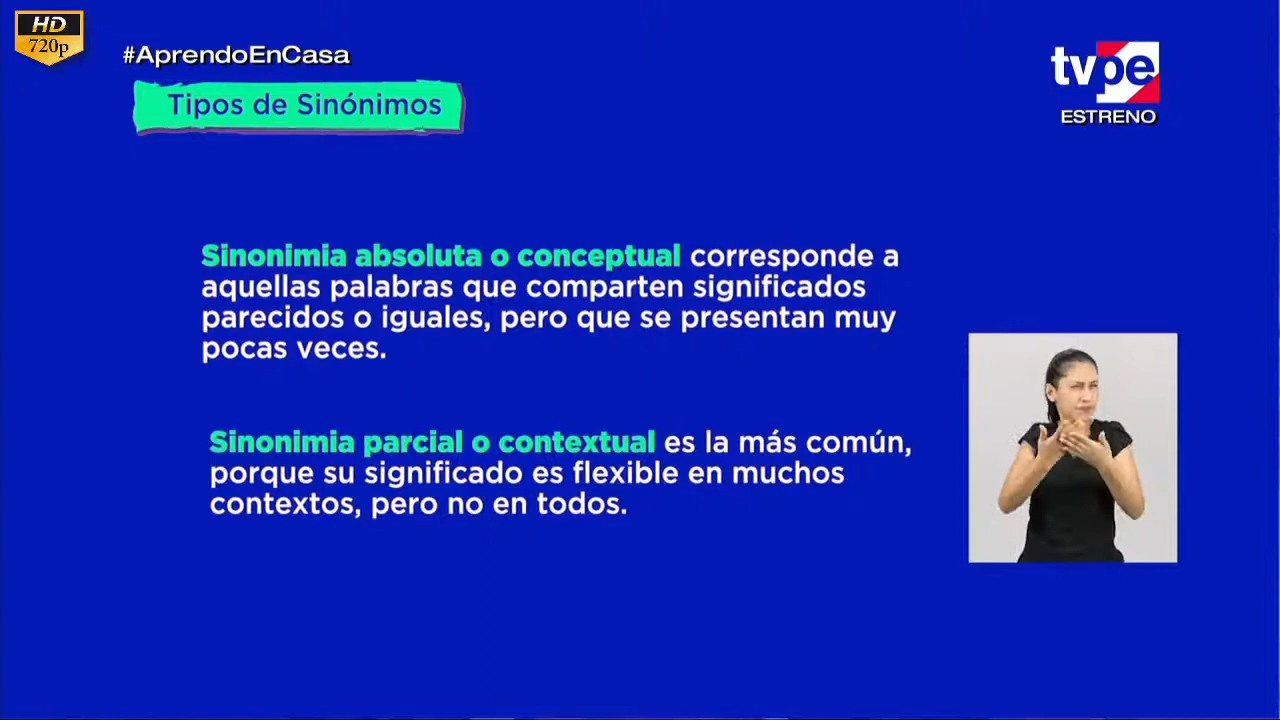 HD
720p
#AprendoEnCasa
tvpe
ESTRENO
Tipos de Sinónimos
Sinonimia absoluta o conceptual corresponde a
aquellas palabras que comparten significados
parecidos o iguales, pero que se presentan muy
pocas veces.
Sinonimia parcial o contextual es la más común,
porque su significado es flexible en muchos
contextos, pero no en todos.